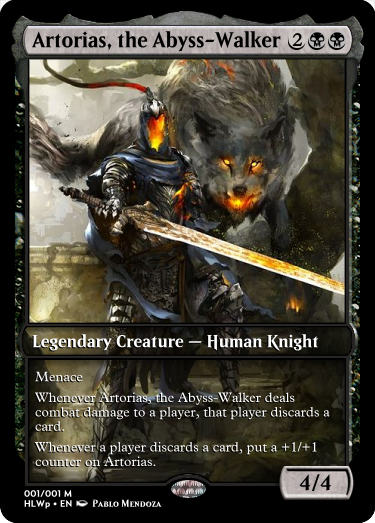 Artorias, the Abyss-Walker 2
Legendary Creature — Human Knight
Menace
Whenever Artorias, the Abyss-Walker deals
combat damage to a player, that player discards a
card.
Whenever a player discards a card, put a +1/+1
counter on Artorias.
4/4
001/001 M
HLWp • EN Pablo Mendoza